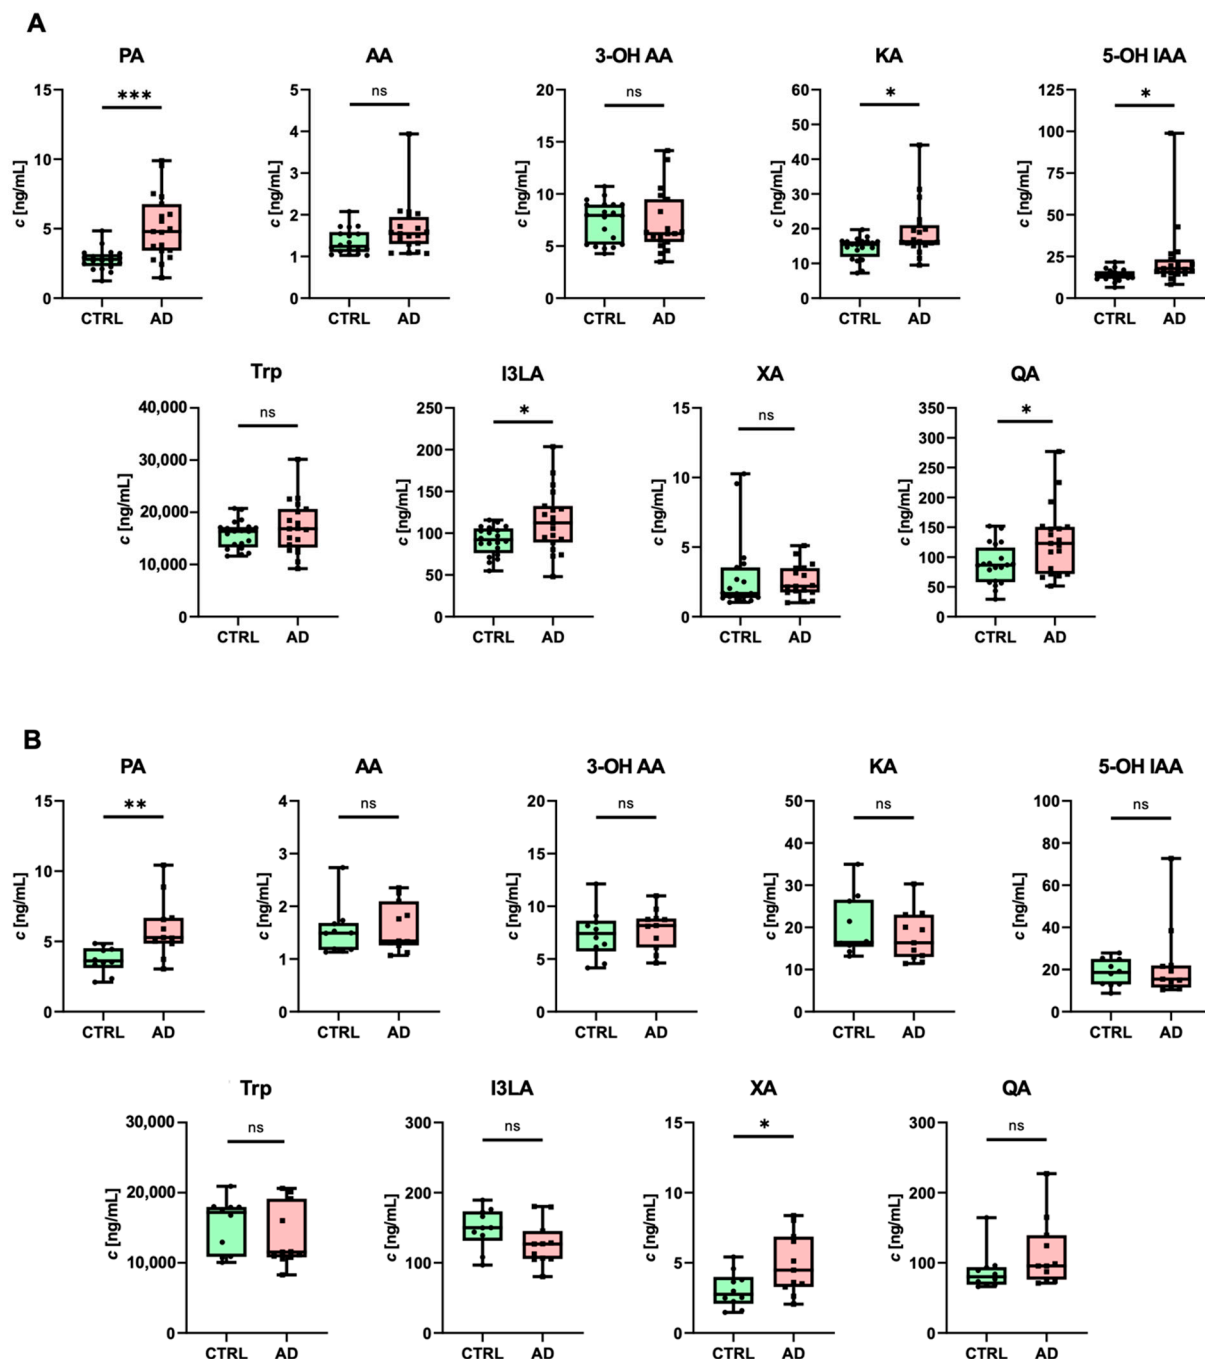 A
PA AA 3-OH AA KA 5-OH IAA
*** ns ns * *
c [ng/mL] c [ng/mL] c [ng/mL] c [ng/mL] c [ng/mL]
15 5 20 60 125
4 50 100
10 15 40 75
3 10 30 50
5 2 20
1 5 10 25
0 0 0 0 0
CTRL AD CTRL AD CTRL AD CTRL AD CTRL AD
Trp I3LA XA QA
ns * ns *
c [ng/mL] c [ng/mL] c [ng/mL] c [ng/mL]
40,000 250 15 350
30,000 200 10 300
20,000 150 5 250
10,000 100 200
50 150
100
50
0 0 0 0
CTRL AD CTRL AD CTRL AD CTRL AD
B
PA AA 3-OH AA KA 5-OH IAA
** ns ns ns ns
c [ng/mL] c [ng/mL] c [ng/mL] c [ng/mL] c [ng/mL]
15 4 20 50 100
10 3 15 40 80
5 2 10 30 60
1 5 20 40
10 20
0 0 0 0 0
CTRL AD CTRL AD CTRL AD CTRL AD CTRL AD
Trp I3LA XA QA
ns ns * ns
c [ng/mL] c [ng/mL] c [ng/mL] c [ng/mL]
30,000 300 15 300
20,000 200 10 200
10,000 100 5 100
0 0 0 0
CTRL AD CTRL AD CTRL AD CTRL AD